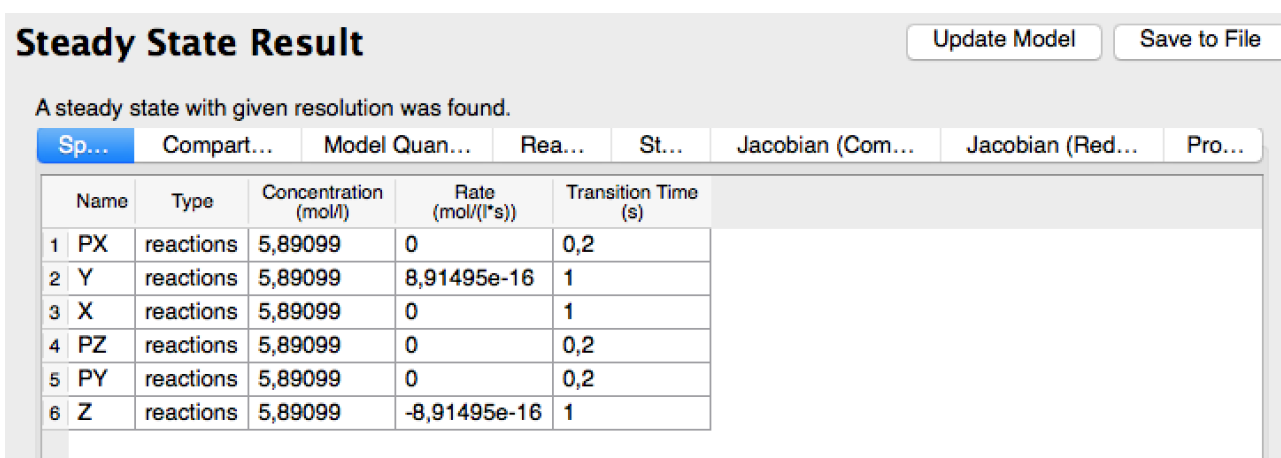 Steady State Result
Update Model
Save to File
A steady state with given resolution was found.
Sp... Compart... Model Quan... Rea... St... Jacobian (Com... Jacobian (Red... Pro...
Name Type Concentration (mol/l) Rate (mol/(l*s)) Transition Time (s)
1 PX reactions 5,89099 0 0,2
2 Y reactions 5,89099 8,91495e-16 1
3 X reactions 5,89099 0 1
4 PZ reactions 5,89099 0 0,2
5 PY reactions 5,89099 0 0,2
6 Z reactions 5,89099 -8,91495e-16 1